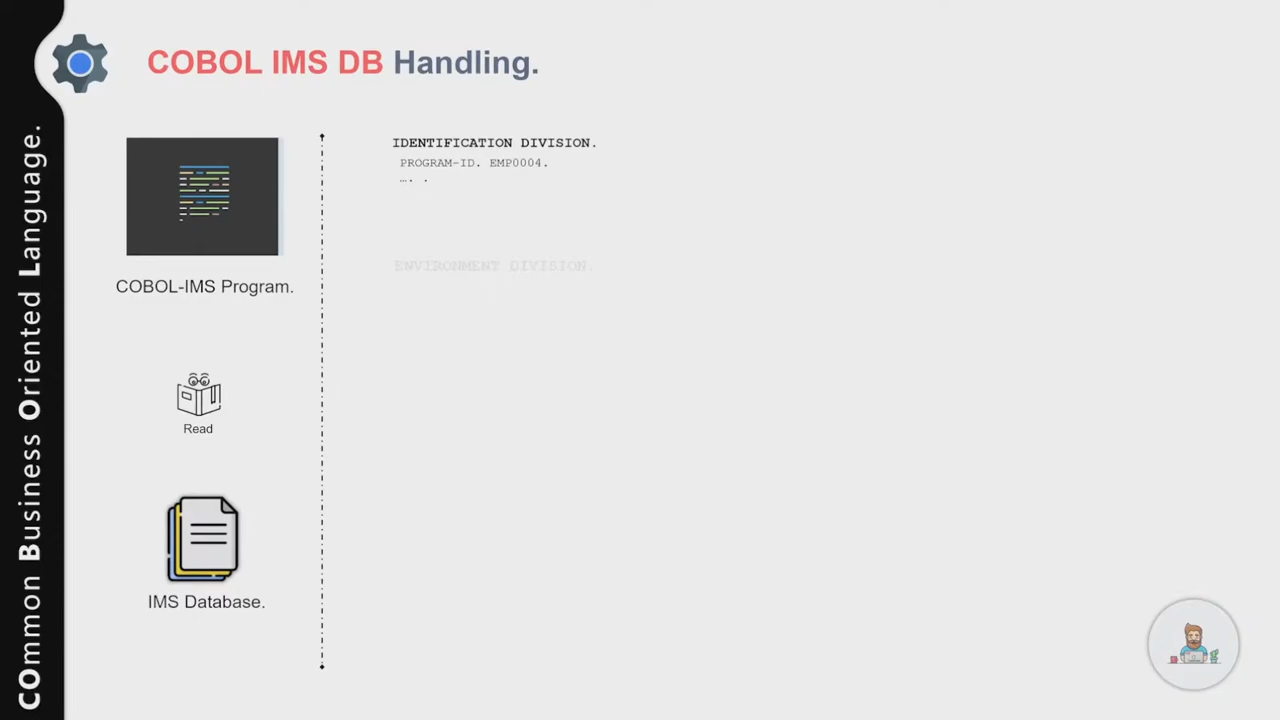 COmmon Business Oriented Language.
COBOL IMS DB Handling.
COBOL-IMS Program.
Read
IMS Database.
IDENTIFICATION DIVISION.
PROGRAM-ID. EMP0004.
…. .
ENVIRONMENT DIVISION.